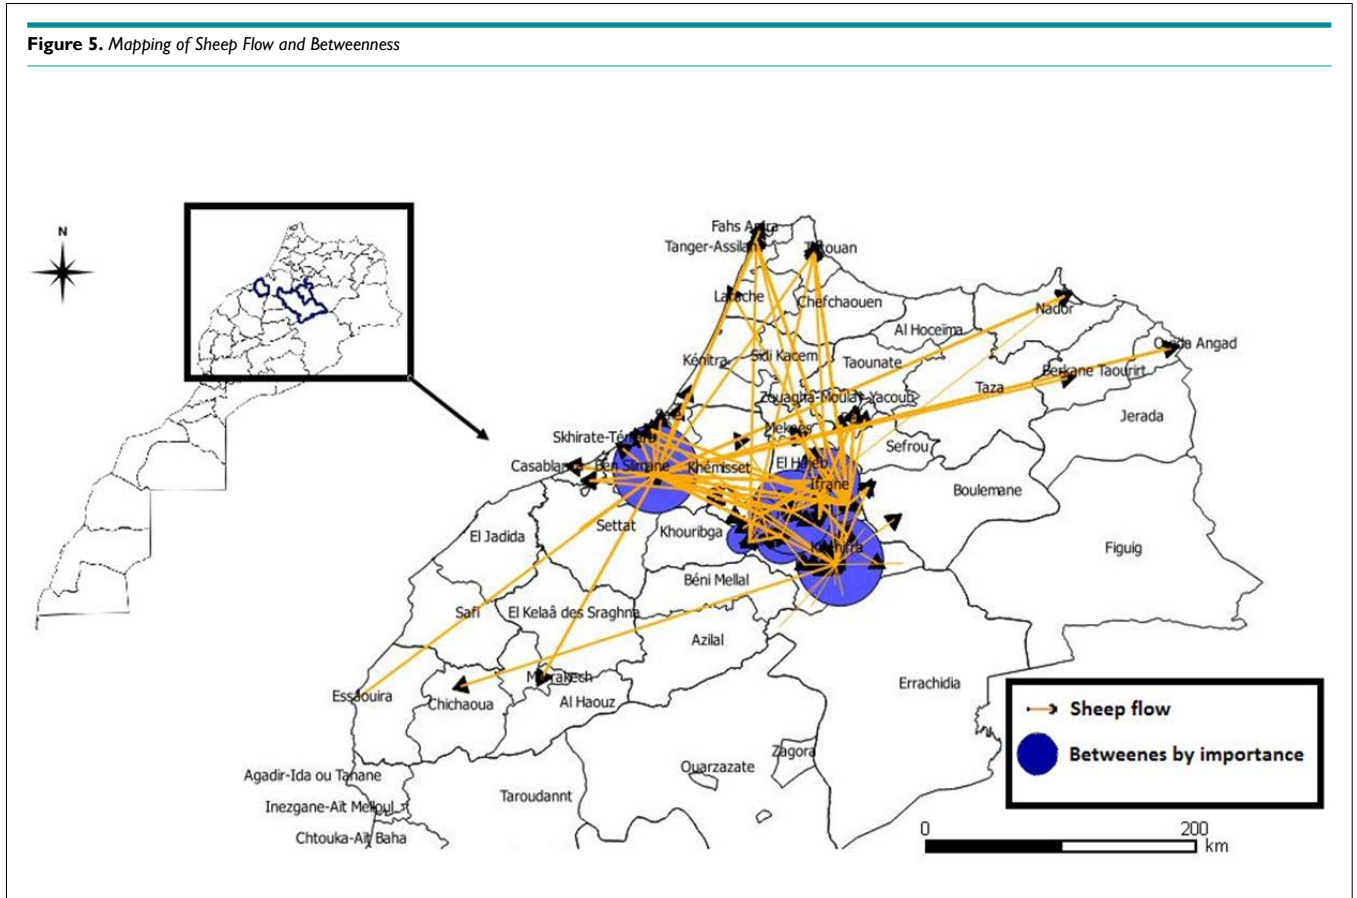 Figure 5. Mapping of Sheep Flow and Betweenness
N
Fahs Anjra
Tanger-Assilah
Tétouan
Larache
Chefchaouen
Nador
Al Hoceïma
Oujda Angad
Kénitra
Sidi Kacem
Taounate
Berkane Taourirt
Taza
Zouagha-Moulay Yacoub
Salé
Jerada
Meknès
Skhirate-Témara
Sefrou
Casablanca
Ben Slimane
Khémisset
El Hajeb
Ifrane
Boulemane
Settat
Khouribga
El Jadida
Khénifra
Figuig
Béni Mellal
Safi
El Kelaâ des Sraghna
Azilal
Marrakech
Errachidia
Essaouira
Chichaoua
Al Haouz
Sheep flow
Zagora
Betweenes by importance
Ouarzazate
Agadir-Ida ou Tanane
Taroudannt
Inezgane-Aït Melloul
Chtouka-Aït Baha
0 200
km